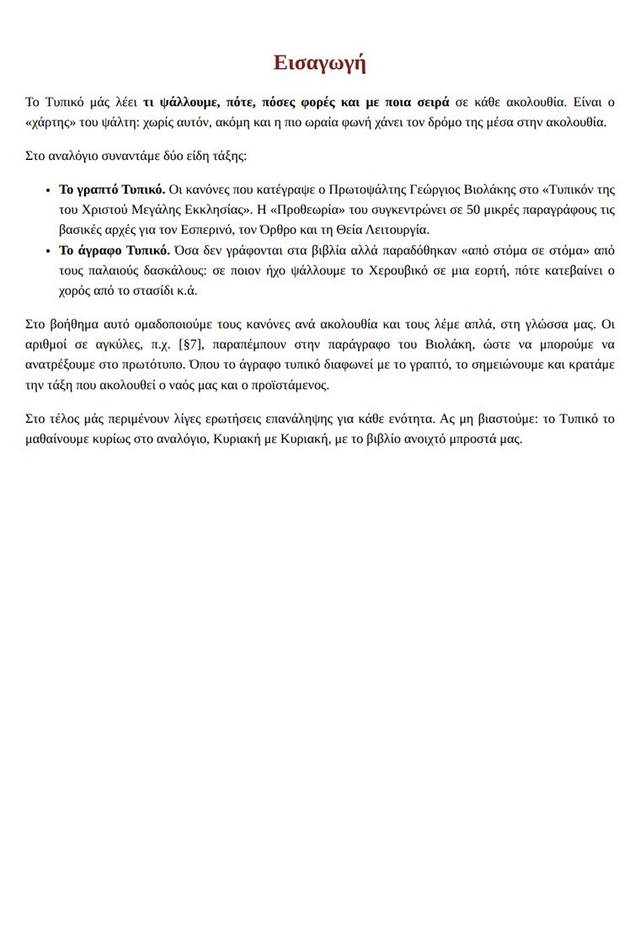 Εισαγωγή
Το Τυπικό μάς λέει τι ψάλλουμε, πότε, πόσες φορές και με ποια σειρά σε κάθε ακολουθία. Είναι ο
«χάρτης» του ψάλτη: χωρίς αυτόν, ακόμη και η πιο ωραία φωνή χάνει τον δρόμο της μέσα στην ακολουθία.
Στο αναλόγιο συναντάμε δύο είδη τάξης:
• Το γραπτό Τυπικό. Οι κανόνες που κατέγραψε ο Πρωτοψάλτης Γεώργιος Βιολάκης στο «Τυπικόν της
του Χριστού Μεγάλης Εκκλησίας». Η «Προθεωρία» του συγκεντρώνει σε 50 μικρές παραγράφους τις
βασικές αρχές για τον Εσπερινό, τον Όρθρο και τη Θεία Λειτουργία.
• Το άγραφο Τυπικό. Όσα δεν γράφονται στα βιβλία αλλά παραδόθηκαν «από στόμα σε στόμα» από
τους παλαιούς δασκάλους: σε ποιον ήχο ψάλλουμε το Χερουβικό σε μια εορτή, πότε κατεβαίνει ο
χορός από το στασίδι κ.ά.
Στο βοήθημα αυτό ομαδοποιούμε τους κανόνες ανά ακολουθία και τους λέμε απλά, στη γλώσσα μας. Οι
αριθμοί σε αγκύλες, π.χ. [§7], παραπέμπουν στην παράγραφο του Βιολάκη, ώστε να μπορούμε να
ανατρέξουμε στο πρωτότυπο. Όπου το άγραφο τυπικό διαφωνεί με το γραπτό, το σημειώνουμε και κρατάμε
την τάξη που ακολουθεί ο ναός μας και ο προϊστάμενος.
Στο τέλος μάς περιμένουν λίγες ερωτήσεις επανάληψης για κάθε ενότητα. Ας μη βιαστούμε: το Τυπικό το
μαθαίνουμε κυρίως στο αναλόγιο, Κυριακή με Κυριακή, με το βιβλίο ανοιχτό μπροστά μας.